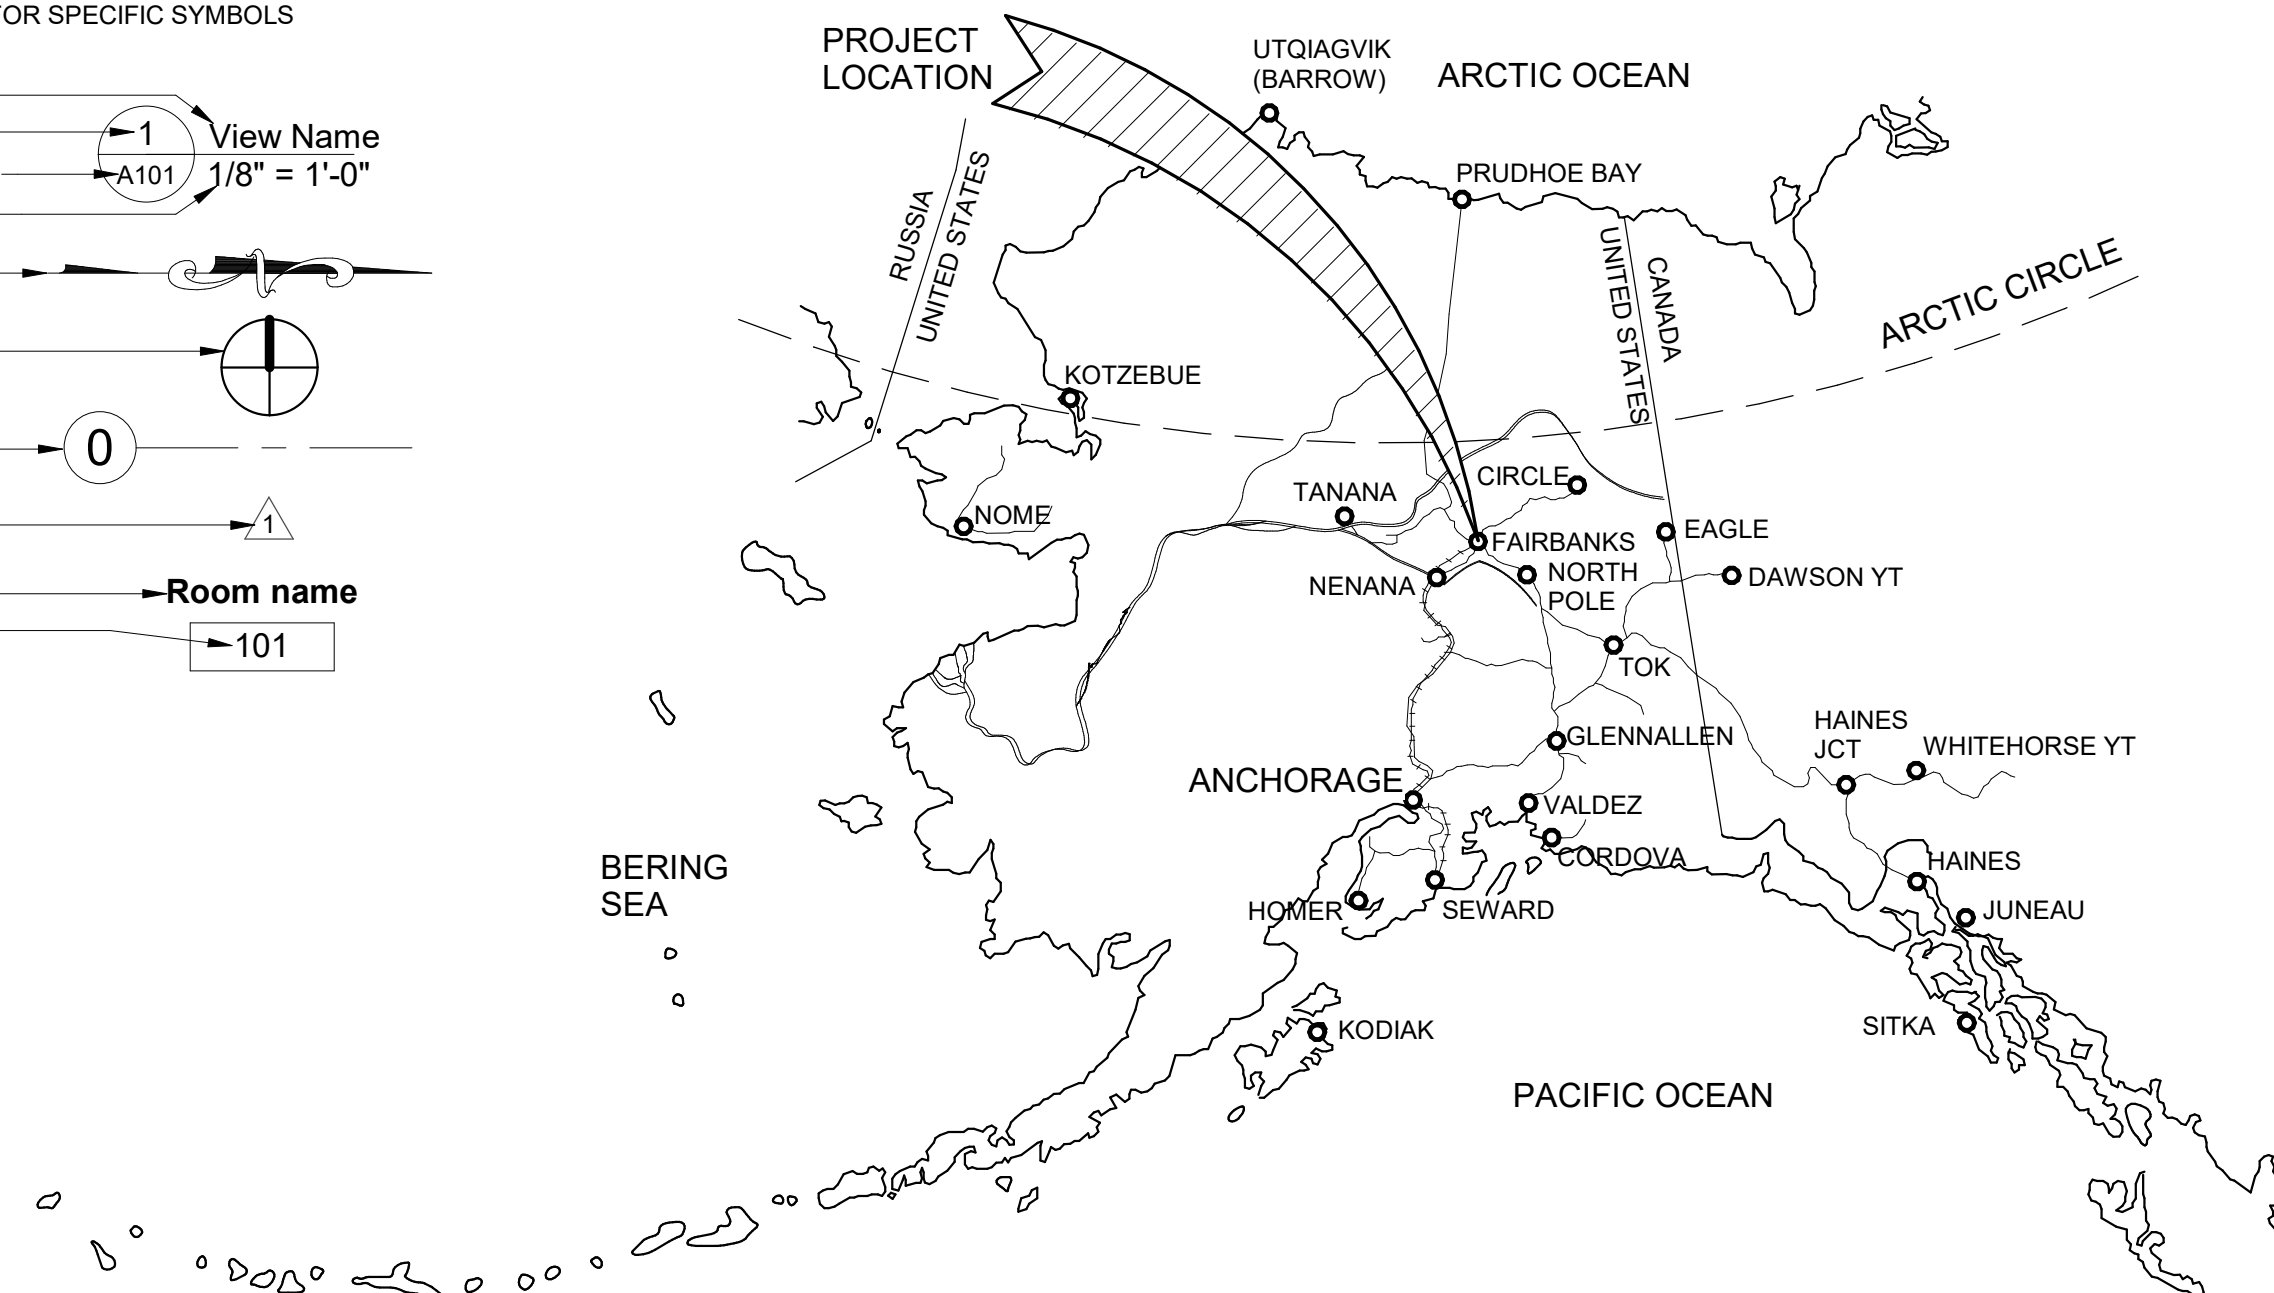 FOR SPECIFIC SYMBOLS
1
View Name
A101
1/8" = 1'-0"
0
1
Room name
101
PROJECT
LOCATION
UTQIAGVIK
(BARROW)
ARCTIC OCEAN
PRUDHOE BAY
RUSSIA
UNITED STATES
UNITED STATES
CANADA
ARCTIC CIRCLE
KOTZEBUE
NOME
TANANA
CIRCLE
FAIRBANKS
EAGLE
NENANA
NORTH
POLE
DAWSON YT
TOK
GLENNALLEN
HAINES
JCT
WHITEHORSE YT
ANCHORAGE
VALDEZ
CORDOVA
HAINES
BERING
SEA
HOMER
SEWARD
JUNEAU
KODIAK
SITKA
PACIFIC OCEAN